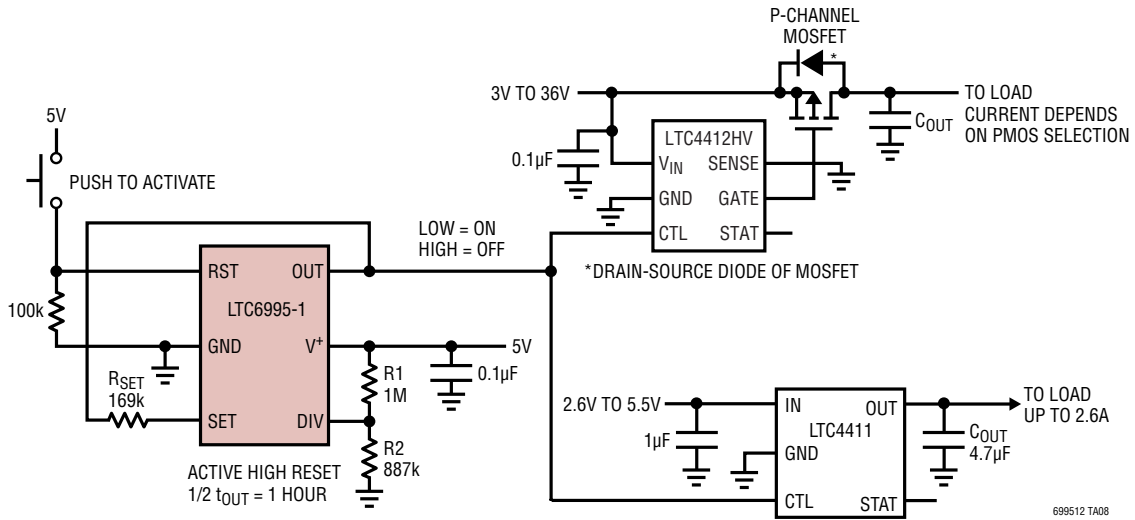 P-CHANNEL
MOSFET
*
3V TO 36V
TO LOAD
CURRENT DEPENDS
ON PMOS SELECTION
COUT
5V
LTC4412HV
0.1µF
VIN
SENSE
PUSH TO ACTIVATE
GND
GATE
LOW = ON
HIGH = OFF
CTL
STAT
*DRAIN-SOURCE DIODE OF MOSFET
RST
OUT
100k
LTC6995-1
GND
V+
5V
R1
1M
0.1µF
RSET
169k
SET
DIV
R2
887k
ACTIVE HIGH RESET
1/2 tOUT = 1 HOUR
2.6V TO 5.5V
IN
OUT
TO LOAD
UP TO 2.6A
LTC4411
1µF
GND
COUT
4.7µF
CTL
STAT
699512 TA08